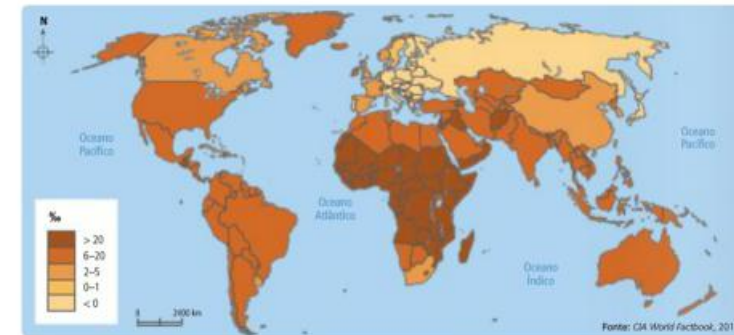 N
Oceano
Pacífico
Oceano
Atlântico
Oceano
Pacífico
Oceano
Índico
‰
> 20
6–20
2–5
0–1
< 0
0
2400 km
Fonte: CIA World Factbook, 201